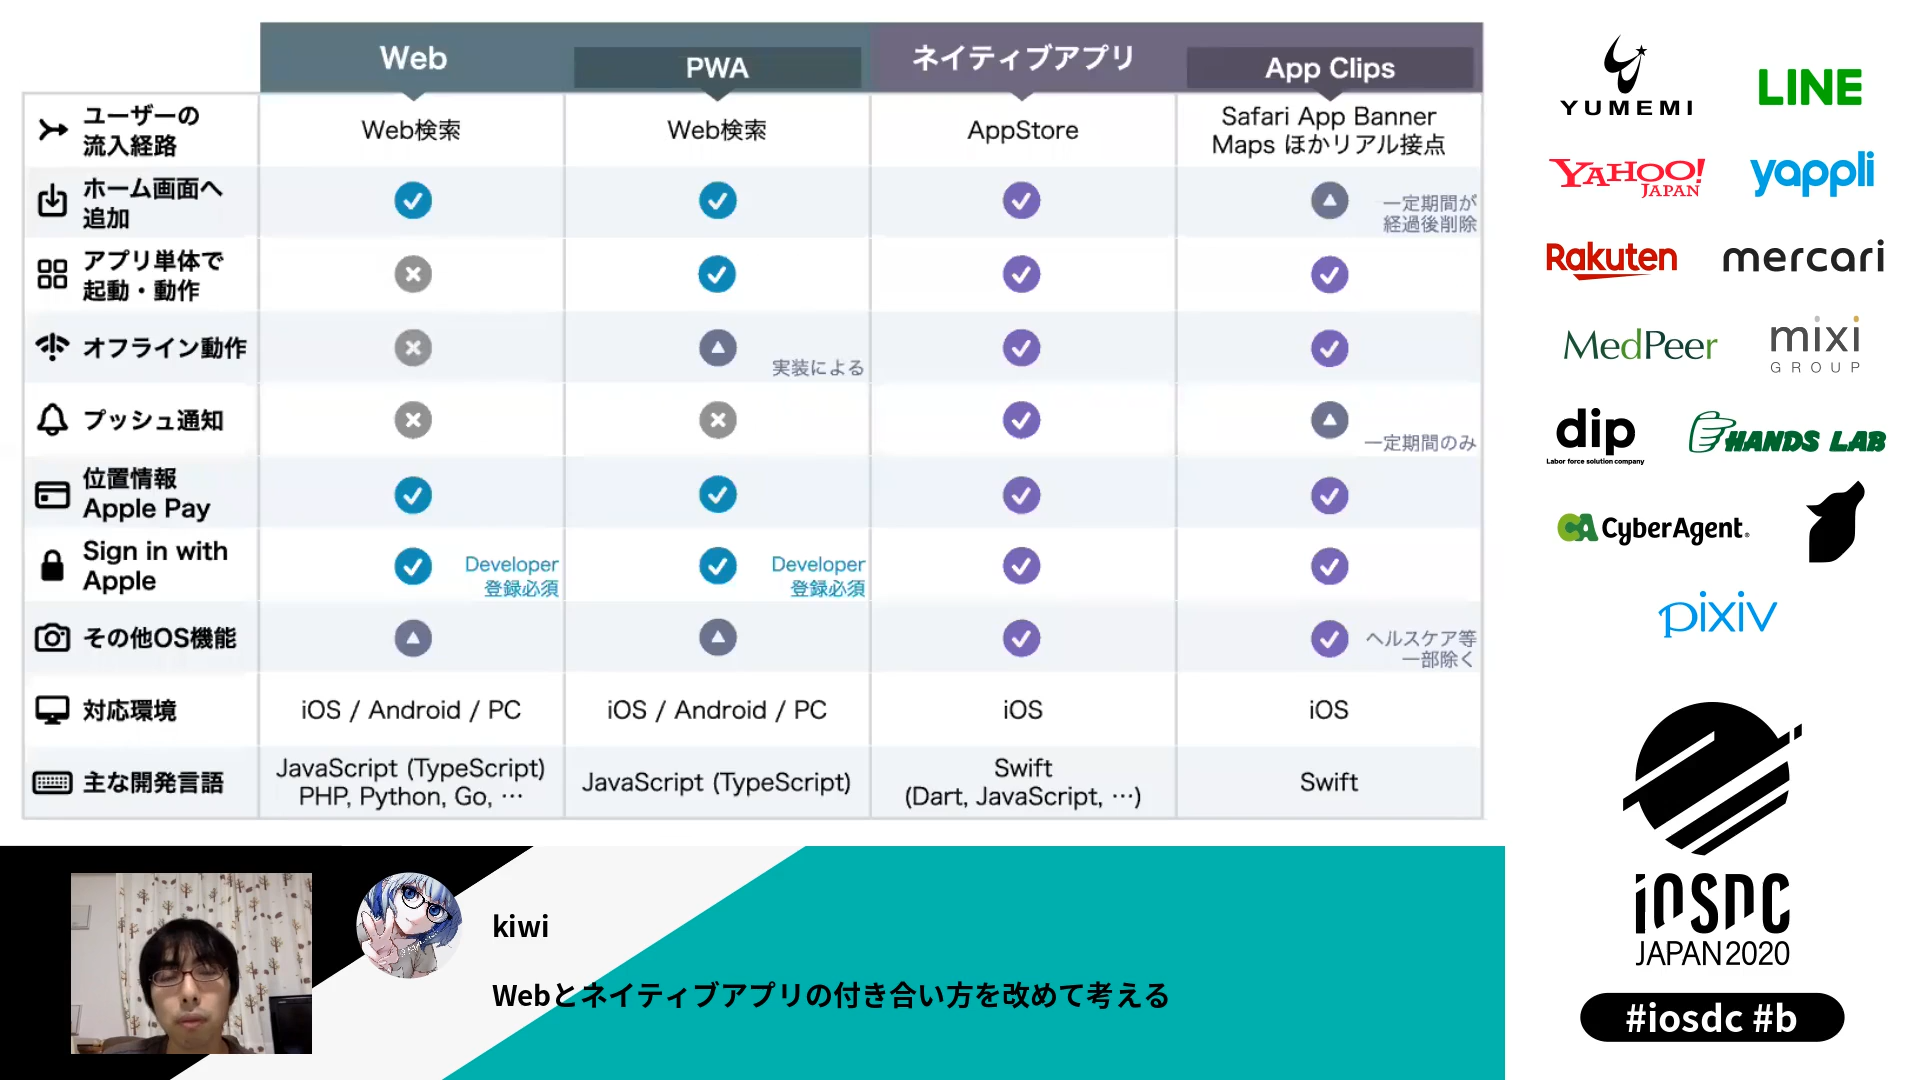 Web
PWA
ネイティブアプリ
App Clips
ユーザーの
流入経路
Web検索
Web検索
AppStore
Safari App Banner
Maps ほかリアル接点
ホーム画面へ
追加
一定期間が
経過後削除
アプリ単体で
起動・動作
オフライン動作
実装による
プッシュ通知
一定期間のみ
位置情報
Apple Pay
Sign in with
Apple
Developer
登録必須
Developer
登録必須
その他OS機能
ヘルスケア等
一部除く
対応環境
iOS / Android / PC
iOS / Android / PC
iOS
iOS
主な開発言語
JavaScript (TypeScript)
PHP, Python, Go, …
JavaScript (TypeScript)
Swift
(Dart, JavaScript, …)
Swift
kiwi
Webとネイティブアプリの付き合い方を改めて考える
YUMEMI
LINE
YAHOO!
JAPAN
yappli
Rakuten
mercari
MedPeer
mixi
GROUP
dip
Labor force solution company
HANDS LAB
CA CyberAgent.
pixiv
iOSDC
JAPAN 2020
#iosdc #b